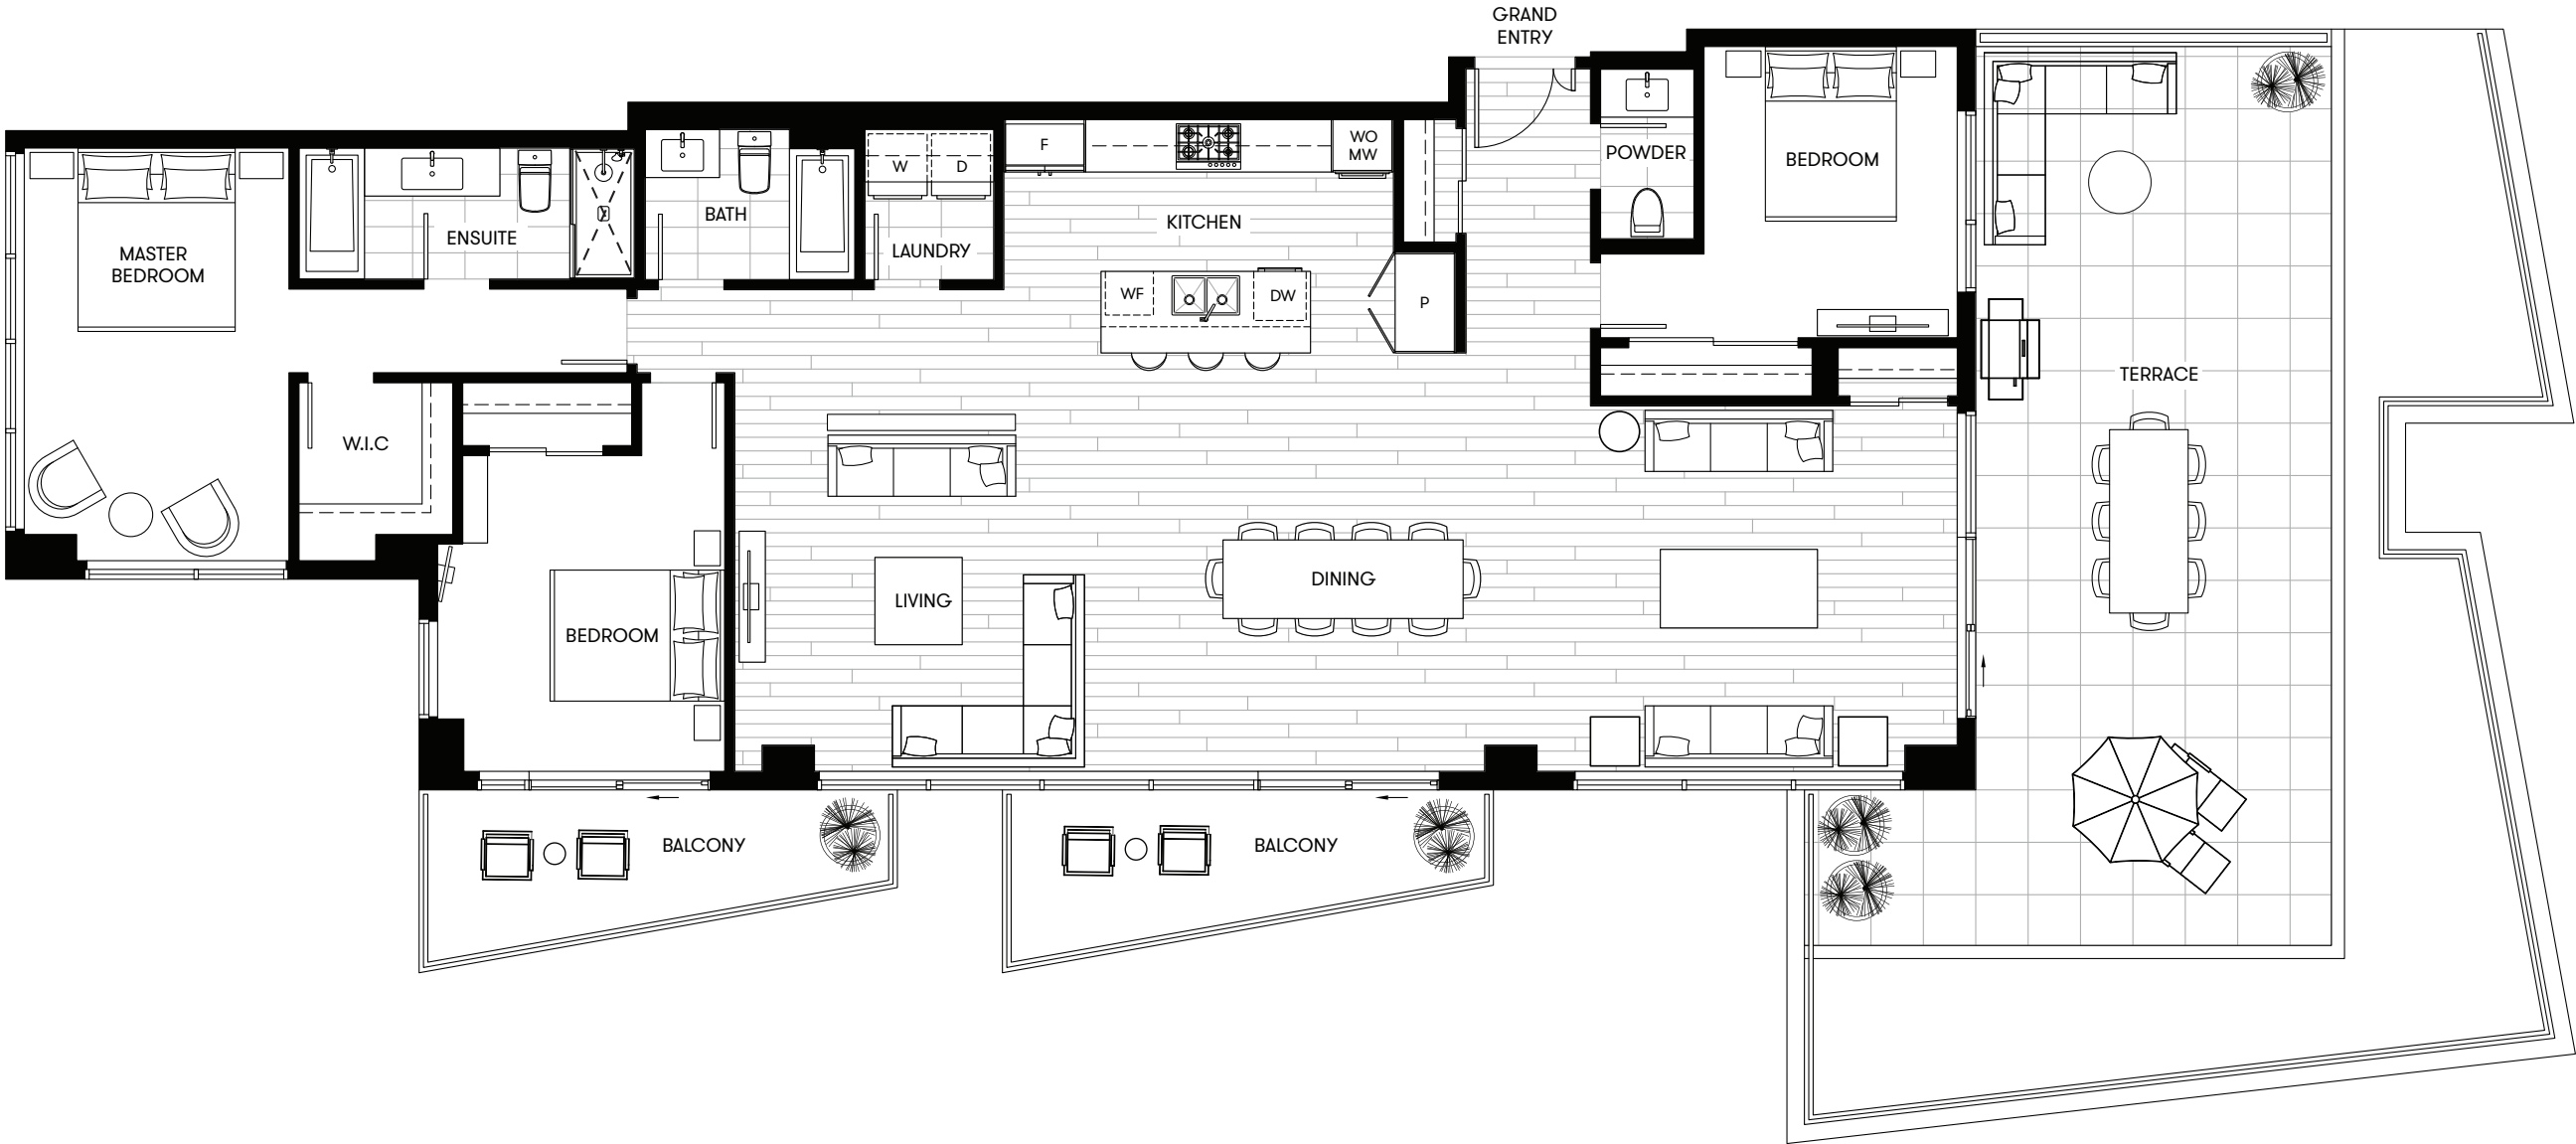 GRAND
ENTRY
F
WO
MW
W
D
POWDER
BEDROOM
BATH
KITCHEN
ENSUITE
LAUNDRY
MASTER
BEDROOM
WF
DW
P
TERRACE
W.I.C
DINING
LIVING
BEDROOM
BALCONY
BALCONY